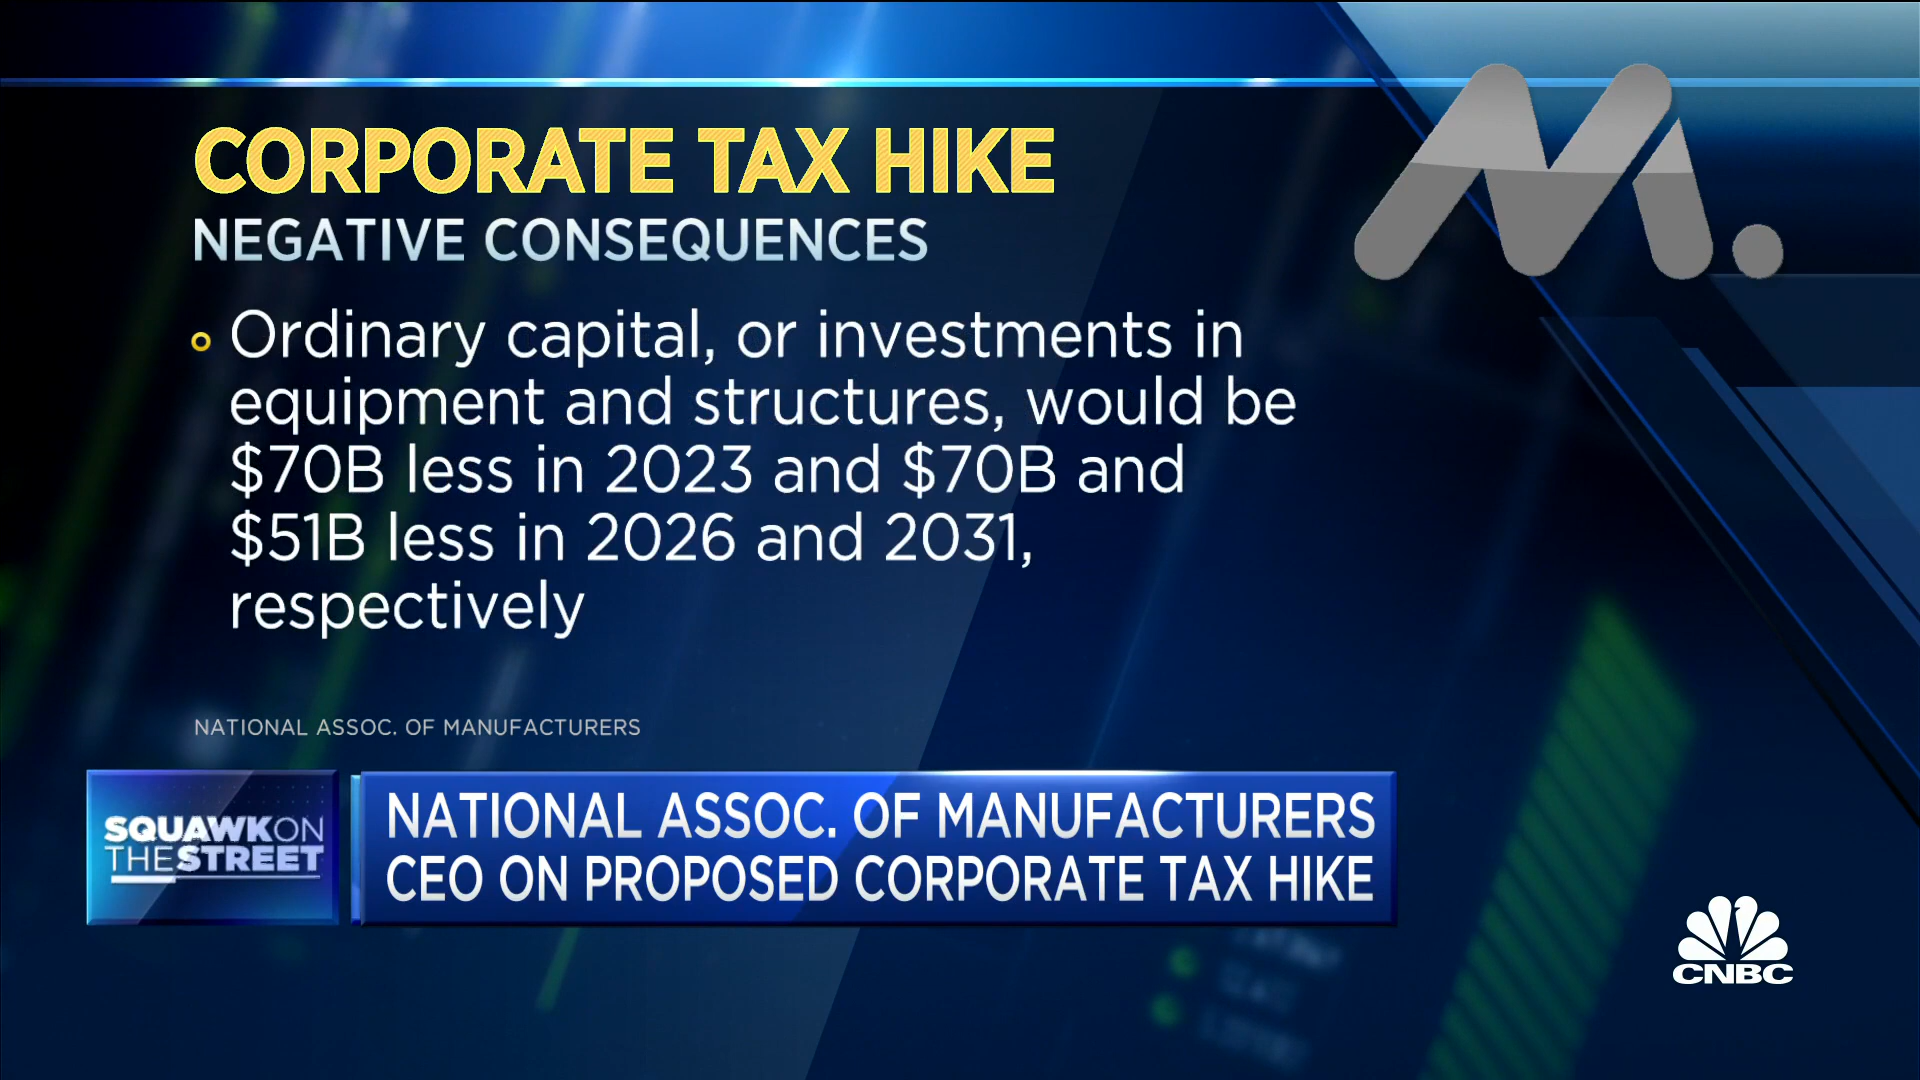 CORPORATE TAX HIKE
NEGATIVE CONSEQUENCES
Ordinary capital, or investments in
equipment and structures, would be
$70B less in 2023 and $70B and
$51B less in 2026 and 2031,
respectively
NATIONAL ASSOC. OF MANUFACTURERS
SQUAWK ON
THE STREET
NATIONAL ASSOC. OF MANUFACTURERS
CEO ON PROPOSED CORPORATE TAX HIKE
CNBC